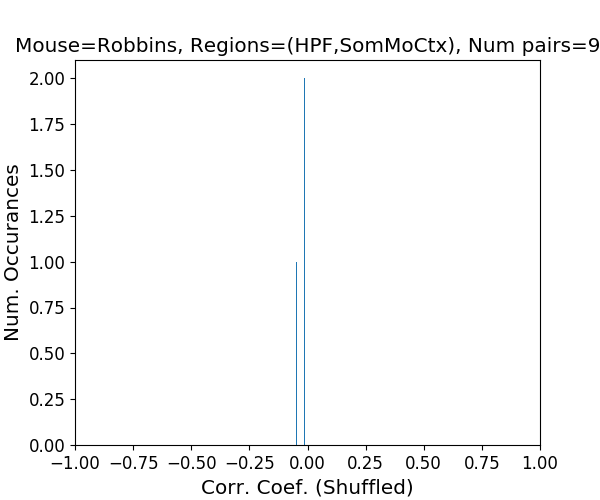 Mouse=Robbins, Regions=(HPF,SomMoCtx), Num pairs=9
2.00
1.75
1.50
1.25
1.00
0.75
0.50
0.25
0.00
Num. Occurances
−1.00 −0.75 −0.50 −0.25 0.00 0.25 0.50 0.75 1.00
Corr. Coef. (Shuffled)